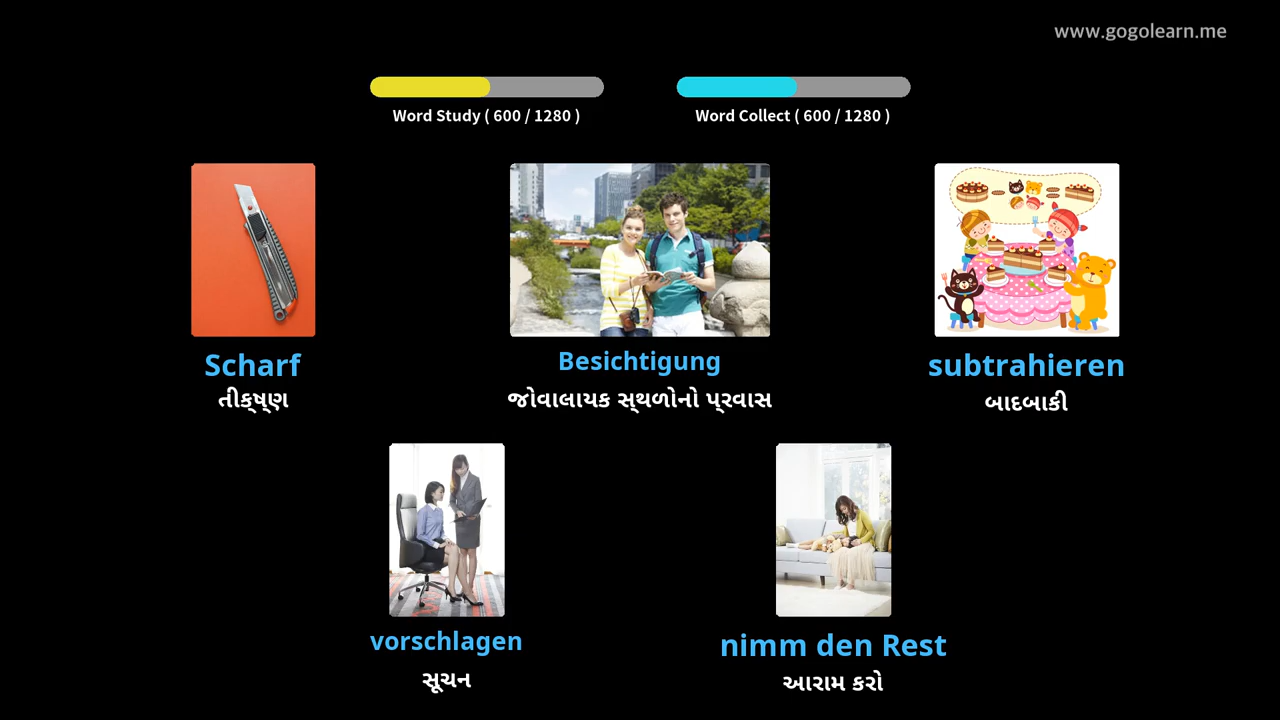 www.gogolearn.me
Word Study ( 600 / 1280 )
Word Collect ( 600 / 1280 )
Scharf
તીક્ષ્ણ
Besichtigung
જોવાલાયક સ્થળોનો પ્રવાસ
subtrahieren
બાદબાકી
vorschlagen
સૂચન
nimm den Rest
આરામ કરો